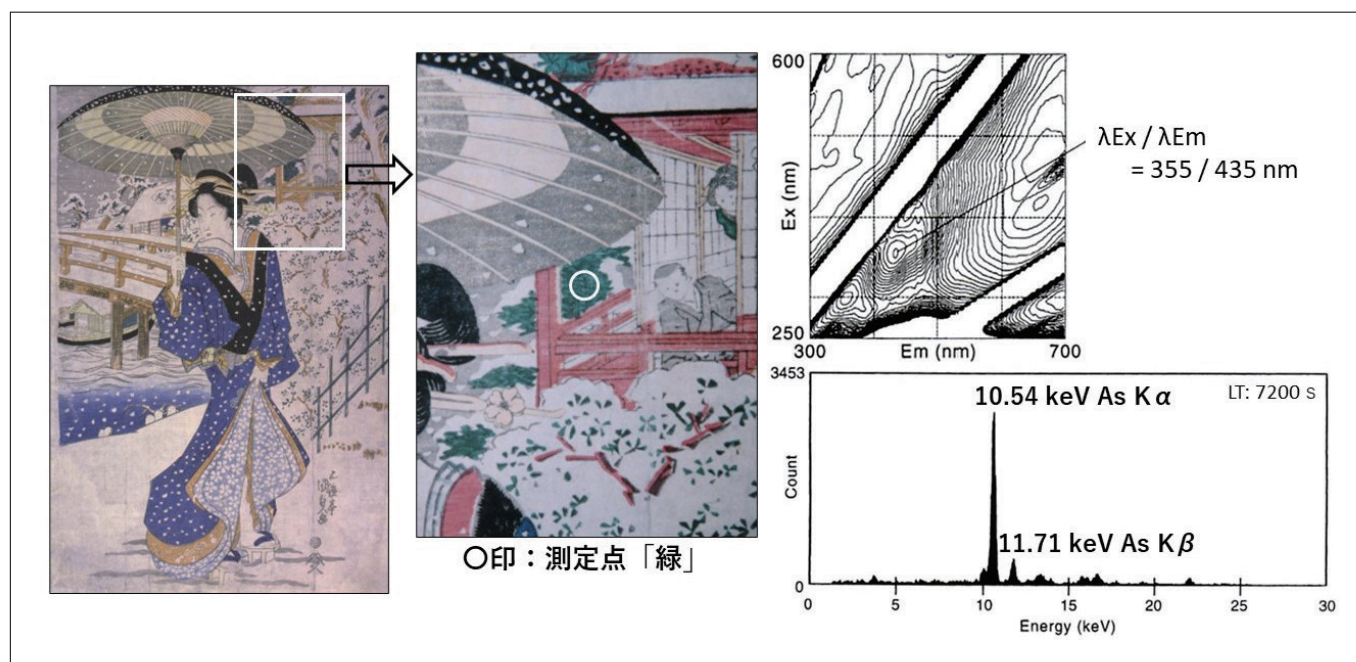 ○印：測定点「緑」
600
Ex (nm)
250
300
Em (nm)
700
λEx / λEm
= 355 / 435 nm
3453
Count
0
10.54 keV As Kα
LT: 7200 s
11.71 keV As Kβ
0
5
10
15
20
25
30
Energy (keV)